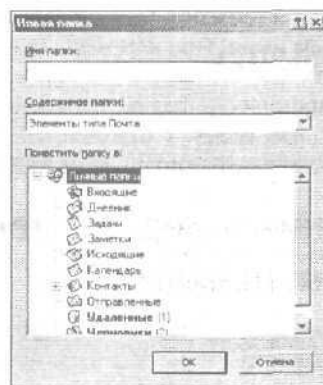 Новая папка
Имя папки:
Содержимое папки:
Элементы типа Почта
Поместить папку в:
Личные папки
Входящие
Дневник
Задачи
Заметки
Исходящие
Календарь
Контакты
Отправленные
Удаленные (1)
Черновики
OK Отмена